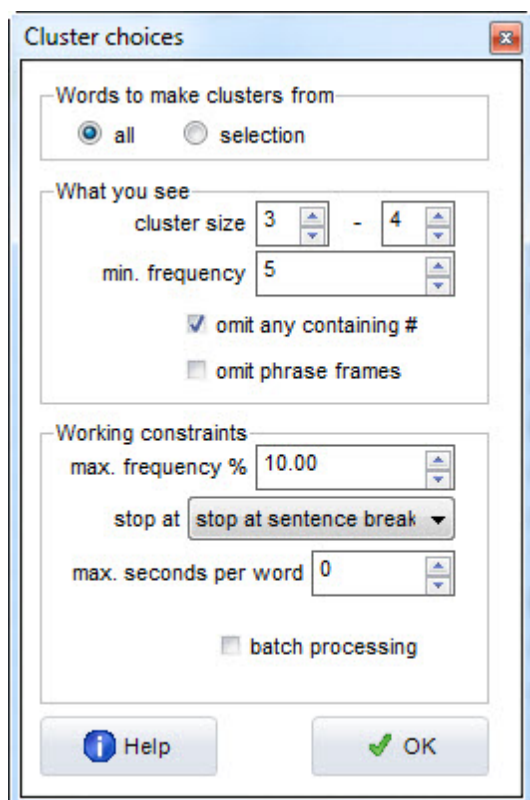 Cluster choices
Words to make clusters from
all selection
What you see
cluster size 3 - 4
min. frequency 5
omit any containing #
omit phrase frames
Working constraints
max. frequency % 10.00
stop at stop at sentence break
max. seconds per word 0
batch processing
Help OK